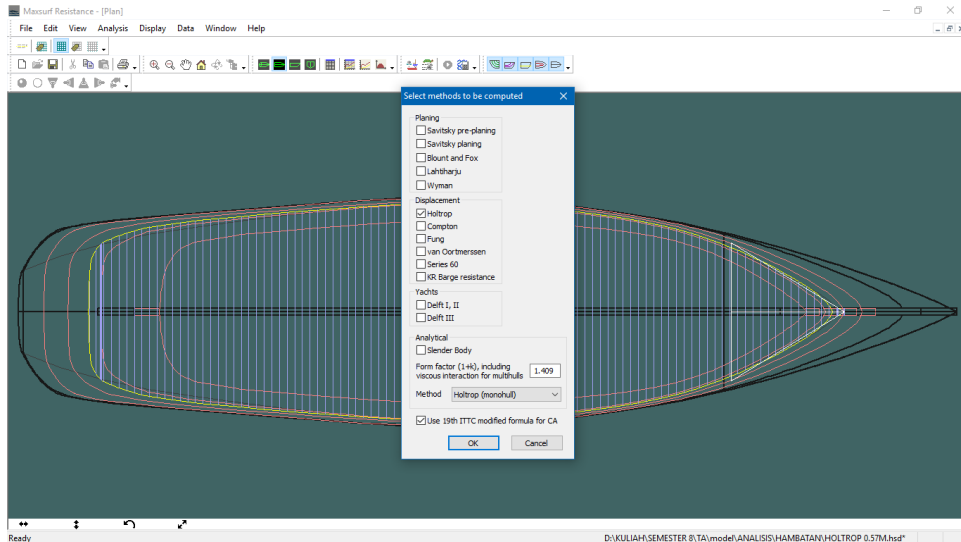 Maxsurf Resistance - [Plan]
File Edit View Analysis Display Data Window Help
Select methods to be computed
Planing
Savitsky pre-planing
Savitsky planing
Blount and Fox
Lahtiharju
Wyman
Displacement
Holtrop
Compton
Fung
van Oortmerssen
Series 60
KR Barge resistance
Yachts
Delft I, II
Delft III
Analytical
Slender Body
Form factor (1+k), including
viscous interaction for multihulls 1.409
Method Holtrop (monohull)
Use 19th ITTC modified formula for CA
OK Cancel
Ready D:\KULIAH\SEMESTER 8\TA\model\ANALISIS\HAMBATAN\HOLTROP 0.57M.hsd*